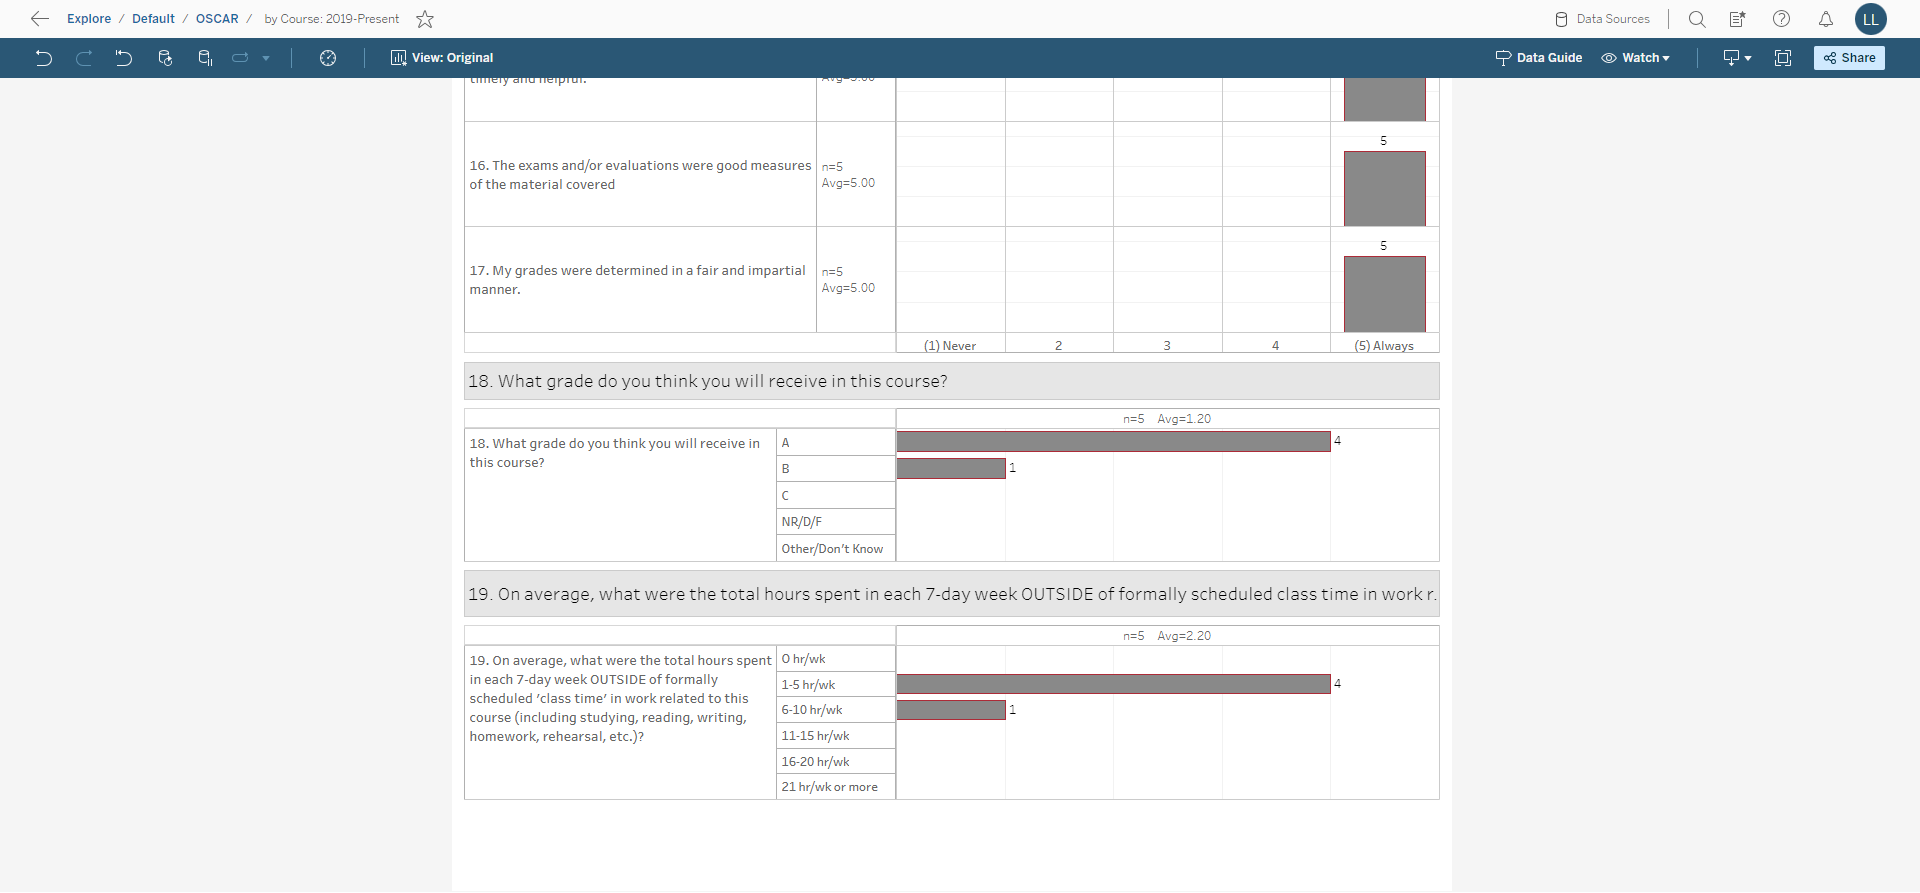 Explore / Default / OSCAR / by Course: 2019-Present
Data Sources
LL
View: Original
Data Guide
Watch
Share
timely and helpful.
Avg=5.00
16. The exams and/or evaluations were good measures
of the material covered
n=5
Avg=5.00
5
17. My grades were determined in a fair and impartial
manner.
n=5
Avg=5.00
5
(1) Never 2 3 4 (5) Always
18. What grade do you think you will receive in this course?
n=5 Avg=1.20
18. What grade do you think you will receive in
this course?
A 4
B 1
C
NR/D/F
Other/Don't Know
19. On average, what were the total hours spent in each 7-day week OUTSIDE of formally scheduled class time in work r.
n=5 Avg=2.20
19. On average, what were the total hours spent
in each 7-day week OUTSIDE of formally
scheduled ‘class time’ in work related to this
course (including studying, reading, writing,
homework, rehearsal, etc.)?
0 hr/wk
1-5 hr/wk 4
6-10 hr/wk 1
11-15 hr/wk
16-20 hr/wk
21 hr/wk or more